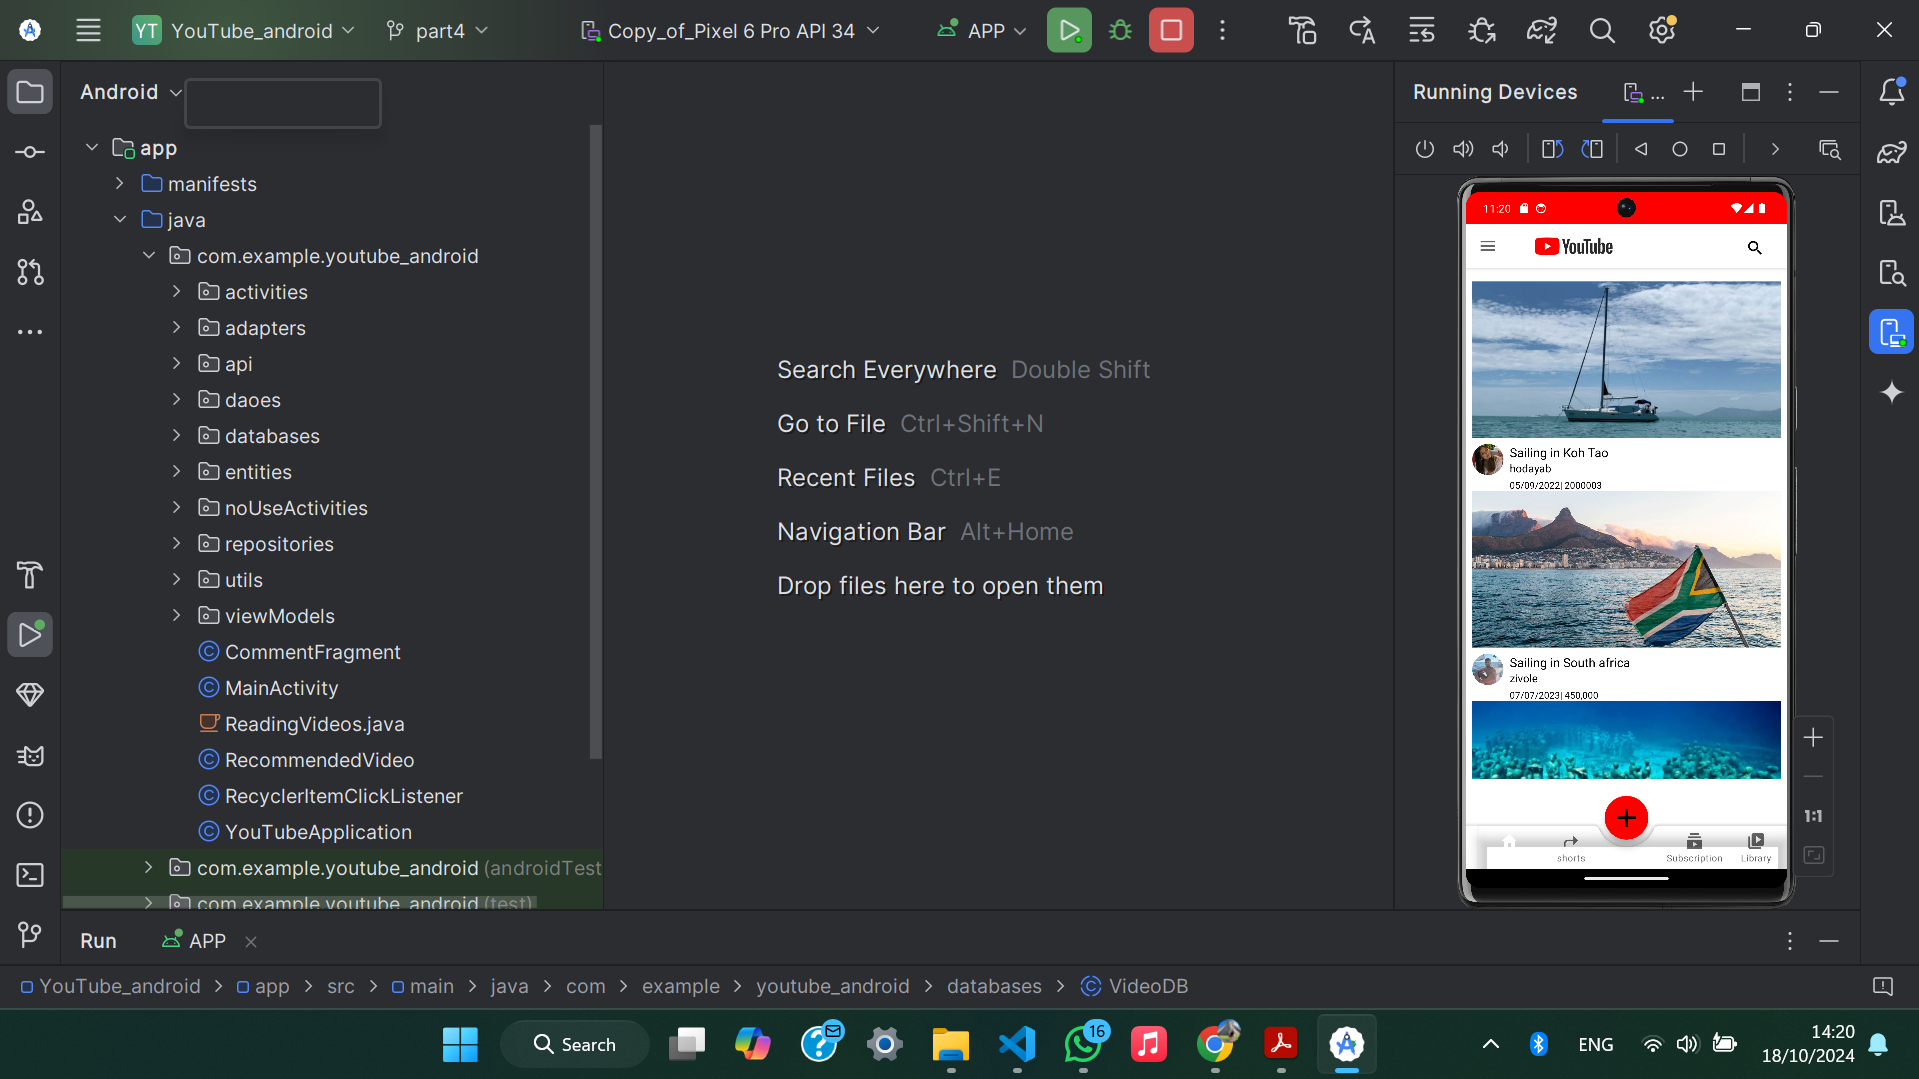 YT YouTube_android part4 Copy_of_Pixel 6 Pro API 34 APP
Android
Running Devices ...
app
manifests
java
com.example.youtube_android
activities
adapters
api
daoes
databases
entities
noUseActivities
repositories
utils
viewModels
CommentFragment
MainActivity
ReadingVideos.java
RecommendedVideo
RecyclerItemClickListener
YouTubeApplication
com.example.youtube_android (androidTest
com.example.youtube_android (test)
Search Everywhere Double Shift
Go to File Ctrl+Shift+N
Recent Files Ctrl+E
Navigation Bar Alt+Home
Drop files here to open them
11:20
YouTube
Sailing in Koh Tao
hodayab
05/09/2022| 2000003
Sailing in South africa
zivole
07/07/2023| 450,000
shorts Subscription Library
1:1
Run APP
YouTube_android > app > src > main > java > com > example > youtube_android > databases > VideoDB
Search
16
ENG
14:20
18/10/2024